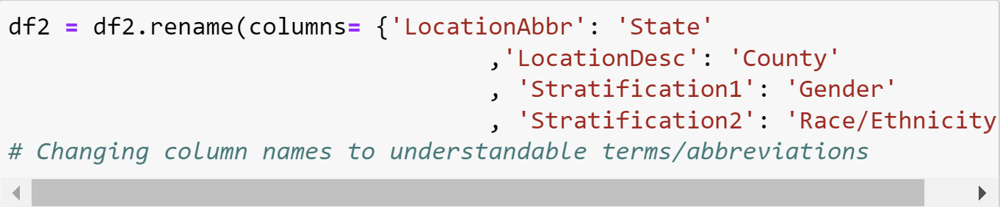 df2 = df2.rename(columns= {'LocationAbbr': 'State'
,'LocationDesc': 'County'
, 'Stratification1': 'Gender'
, 'Stratification2': 'Race/Ethnicity
# Changing column names to understandable terms/abbreviations